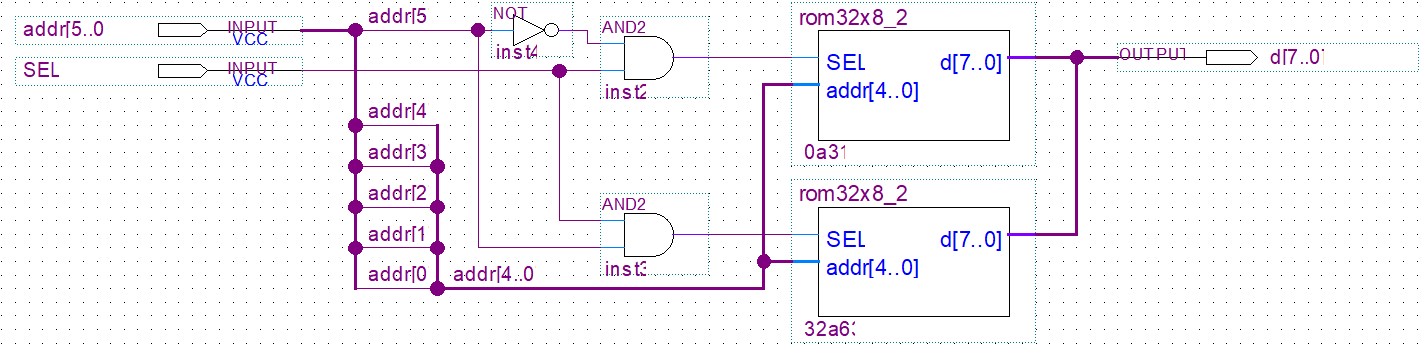 addr[5..0
INPUT
VCC
SEL
INPUT
VCC
addr[5
addr[4
addr[3
addr[2
addr[1
addr[0
addr[4..0
NOT
inst4
AND2
inst2
AND2
inst3
rom32x8_2
SEL
addr[4..0]
d[7..0]
0a31
rom32x8_2
SEL
addr[4..0]
d[7..0]
32a63
OUTPUT
d[7..0